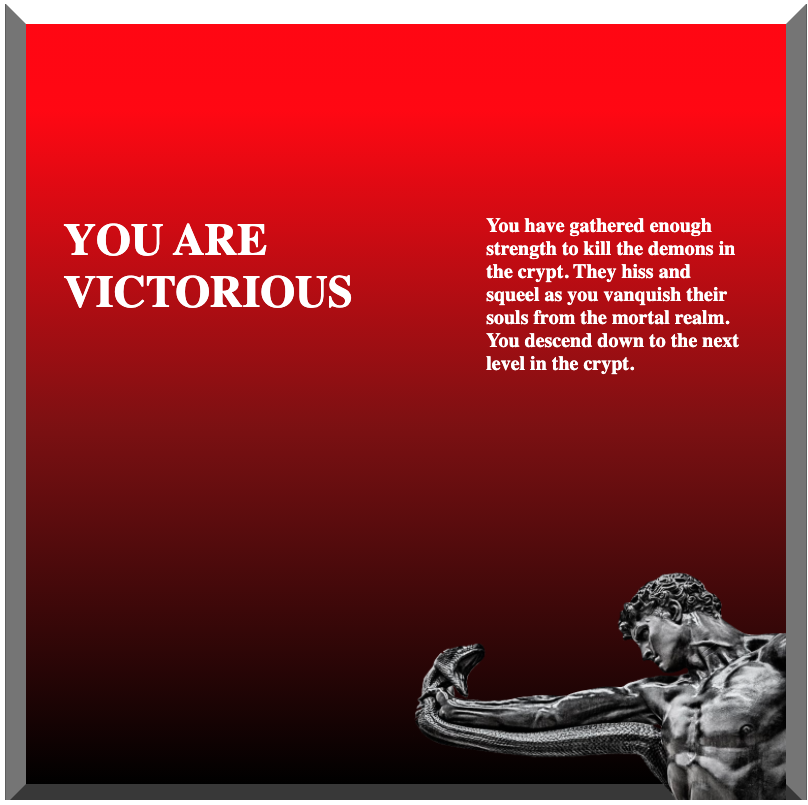 YOU ARE
VICTORIOUS
You have gathered enough
strength to kill the demons in
the crypt. They hiss and
squeel as you vanquish their
souls from the mortal realm.
You descend down to the next
level in the crypt.